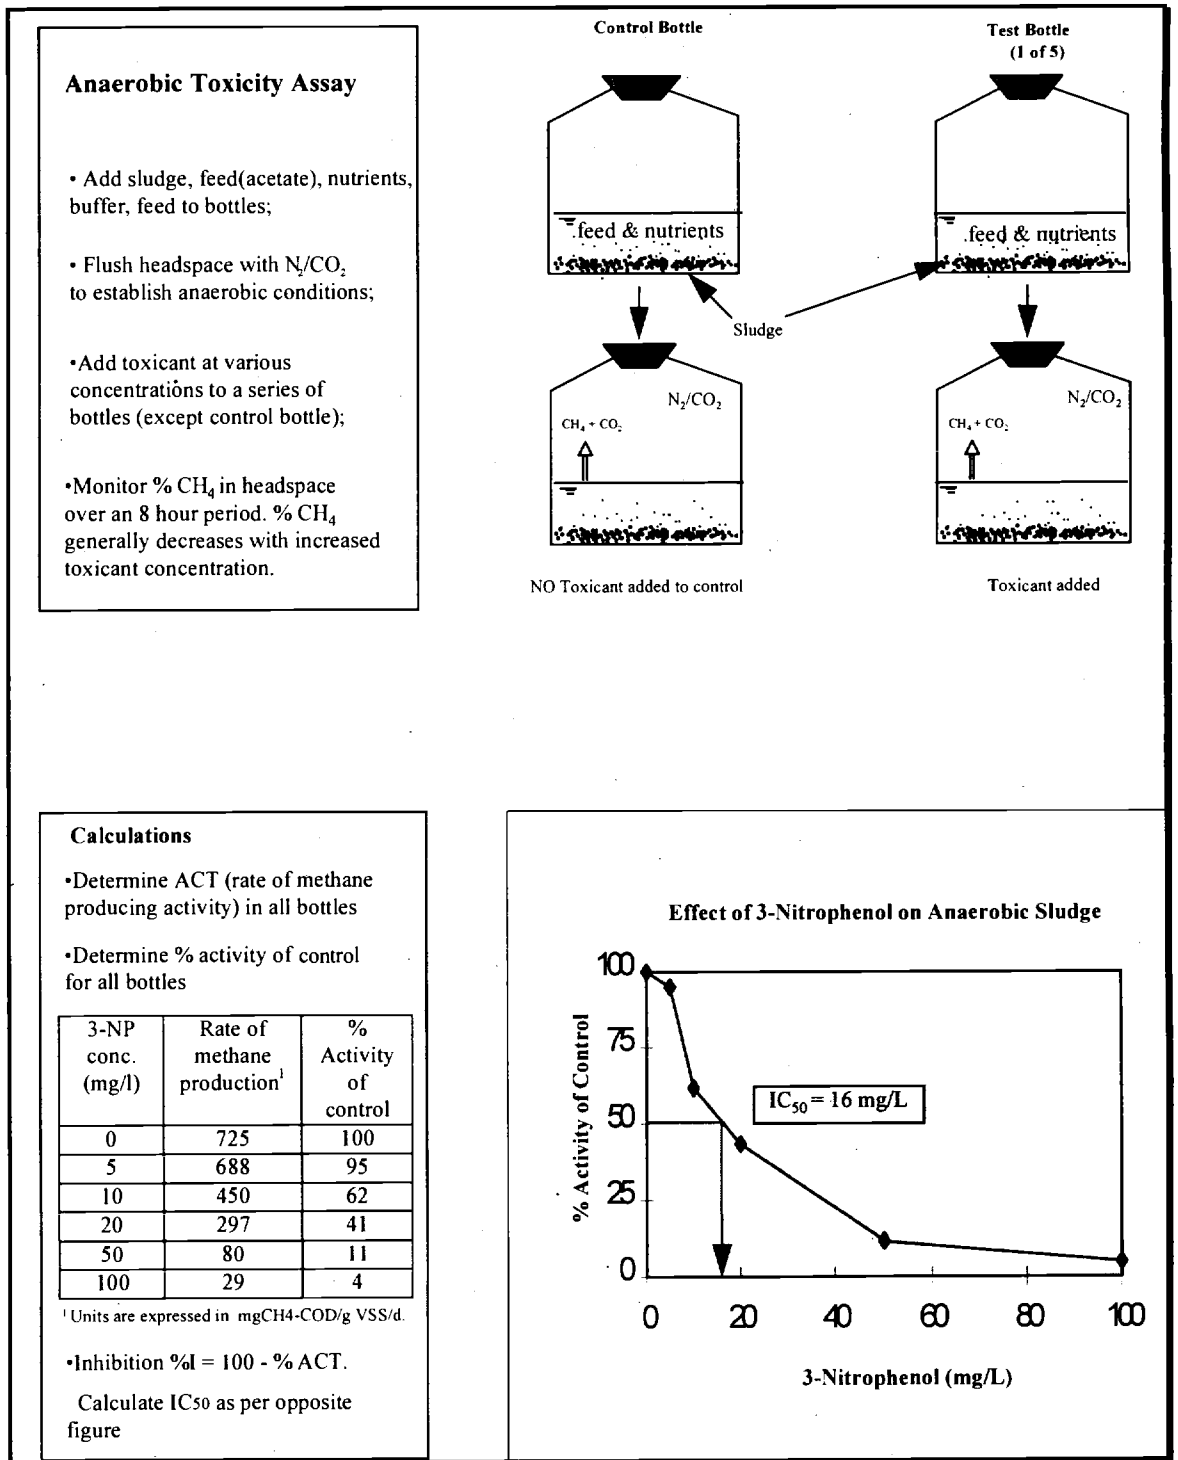 Anaerobic Toxicity Assay
• Add sludge, feed(acetate), nutrients,
buffer, feed to bottles;
• Flush headspace with N2/CO2
to establish anaerobic conditions;
•Add toxicant at various
concentrations to a series of
bottles (except control bottle);
•Monitor % CH4 in headspace
over an 8 hour period. % CH4
generally decreases with increased
toxicant concentration.
Control Bottle
Test Bottle
(1 of 5)
.feed & nutrients
.feed & nutrients
Sludge
N2/CO2
CH4 + CO2
N2/CO2
CH4 + CO2
NO Toxicant added to control
Toxicant added
Calculations
•Determine ACT (rate of methane
producing activity) in all bottles
•Determine % activity of control
for all bottles
3-NP conc. (mg/l) Rate of methane production1 % Activity of control
0 725 100
5 688 95
10 450 62
20 297 41
50 80 11
100 29 4
1 Units are expressed in mgCH4-COD/g VSS/d.
•Inhibition %I = 100 - % ACT.
Calculate IC50 as per opposite
figure
Effect of 3-Nitrophenol on Anaerobic Sludge
% Activity of Control
100
75
50
25
0
IC50 = 16 mg/L
0 20 40 60 80 100
3-Nitrophenol (mg/L)